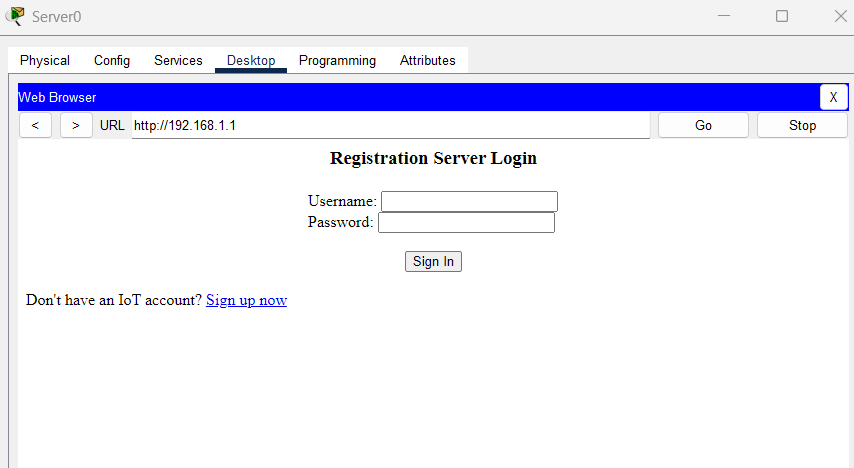 Server0
Physical Config Services Desktop Programming Attributes
Web Browser X
< > URL http://192.168.1.1 Go Stop
Registration Server Login
Username:
Password:
Sign In
Don't have an IoT account? Sign up now